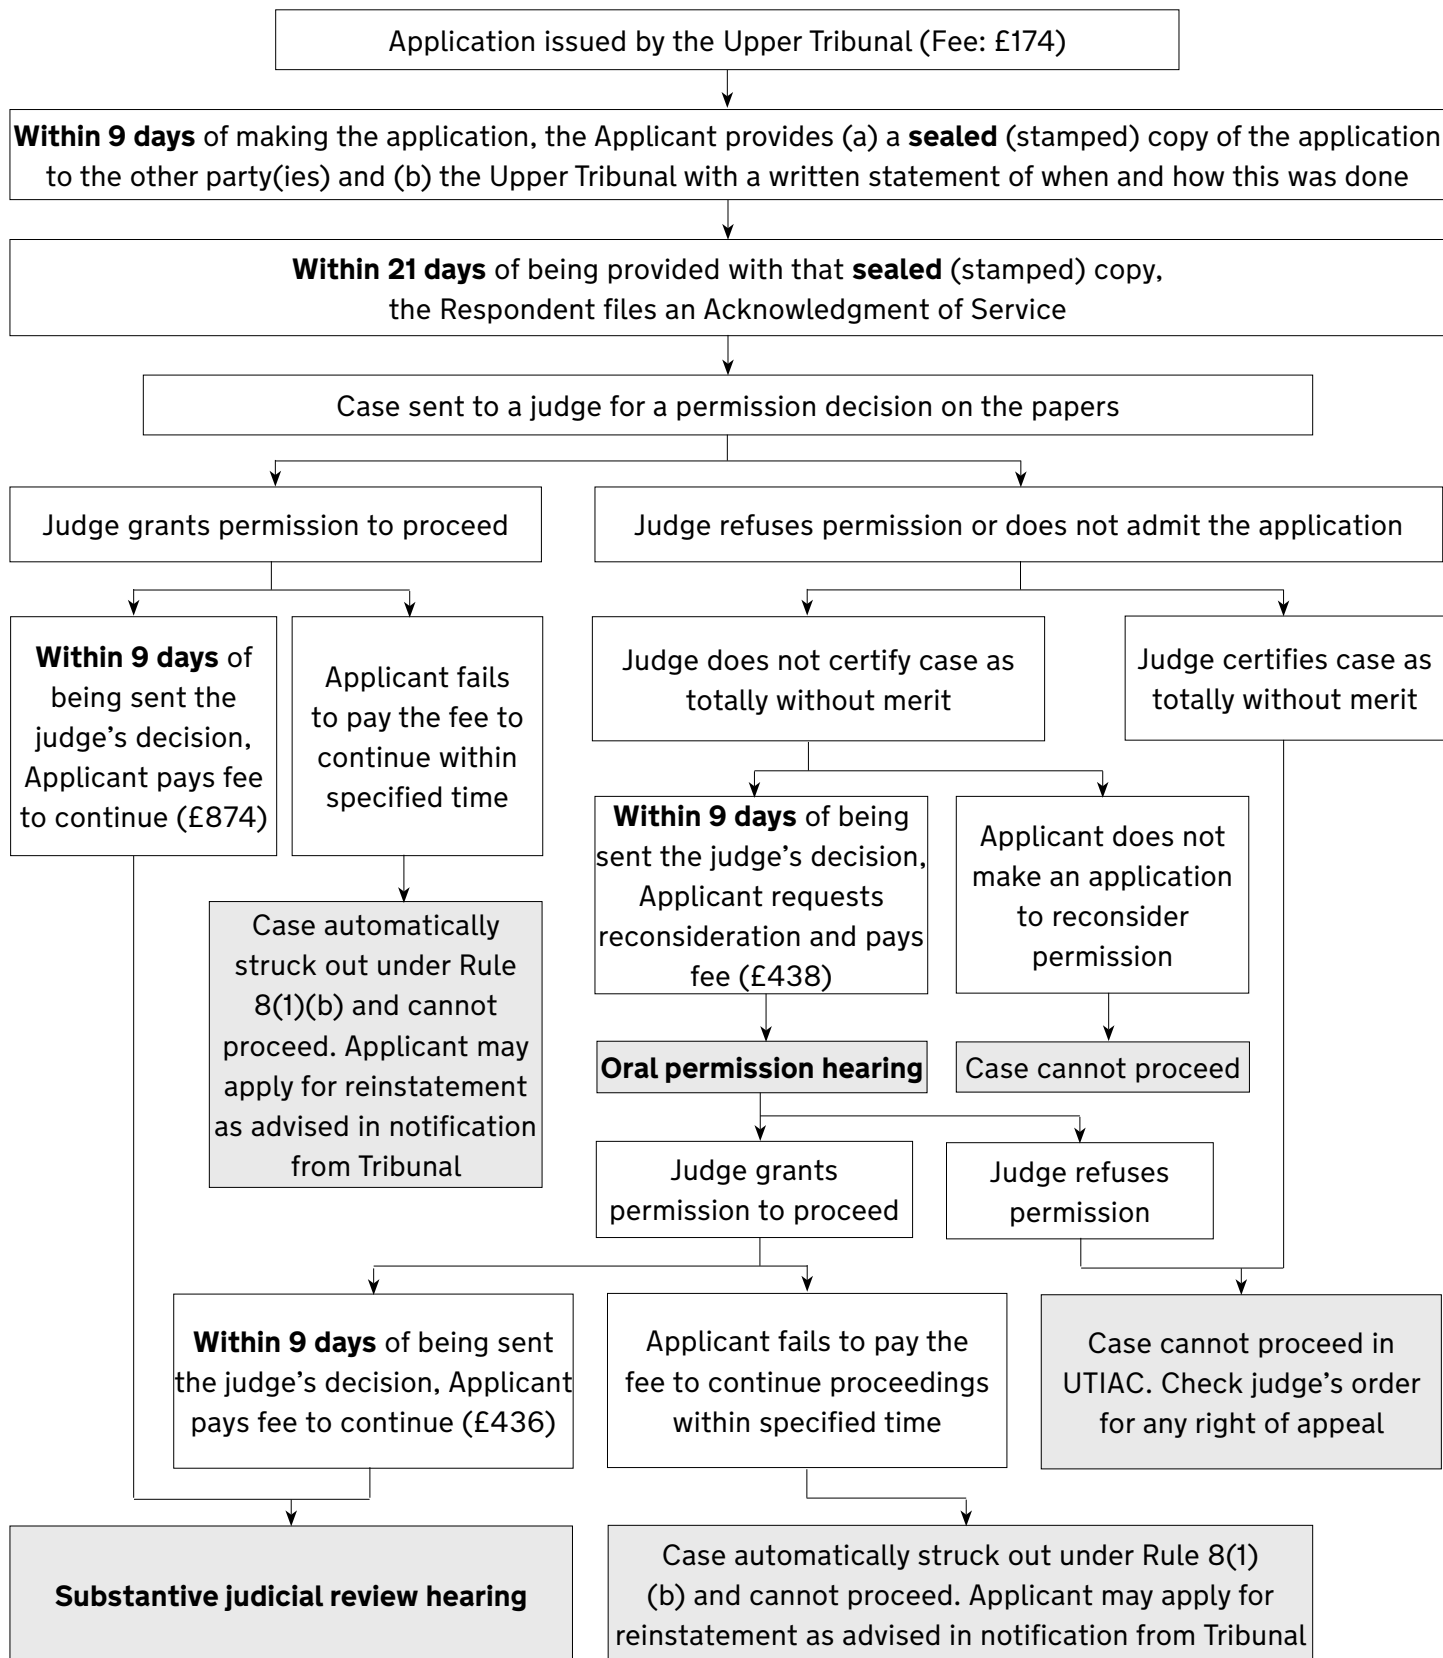 Application issued by the Upper Tribunal (Fee: £174)
Within 9 days of making the application, the Applicant provides (a) a sealed (stamped) copy of the application
to the other party(ies) and (b) the Upper Tribunal with a written statement of when and how this was done
Within 21 days of being provided with that sealed (stamped) copy,
the Respondent files an Acknowledgment of Service
Case sent to a judge for a permission decision on the papers
Judge grants permission to proceed
Judge refuses permission or does not admit the application
Within 9 days of
being sent the
judge’s decision,
Applicant pays fee
to continue (£874)
Applicant fails
to pay the fee to
continue within
specified time
Judge does not certify case as
totally without merit
Judge certifies case as
totally without merit
Within 9 days of being
sent the judge’s decision,
Applicant requests
reconsideration and pays
fee (£438)
Applicant does not
make an application
to reconsider
permission
Case automatically
struck out under Rule
8(1)(b) and cannot
proceed. Applicant may
apply for reinstatement
as advised in notification
from Tribunal
Oral permission hearing
Case cannot proceed
Judge grants
permission to proceed
Judge refuses
permission
Within 9 days of being sent
the judge’s decision, Applicant
pays fee to continue (£436)
Applicant fails to pay the
fee to continue proceedings
within specified time
Case cannot proceed in
UTIAC. Check judge’s order
for any right of appeal
Substantive judicial review hearing
Case automatically struck out under Rule 8(1)
(b) and cannot proceed. Applicant may apply for
reinstatement as advised in notification from Tribunal